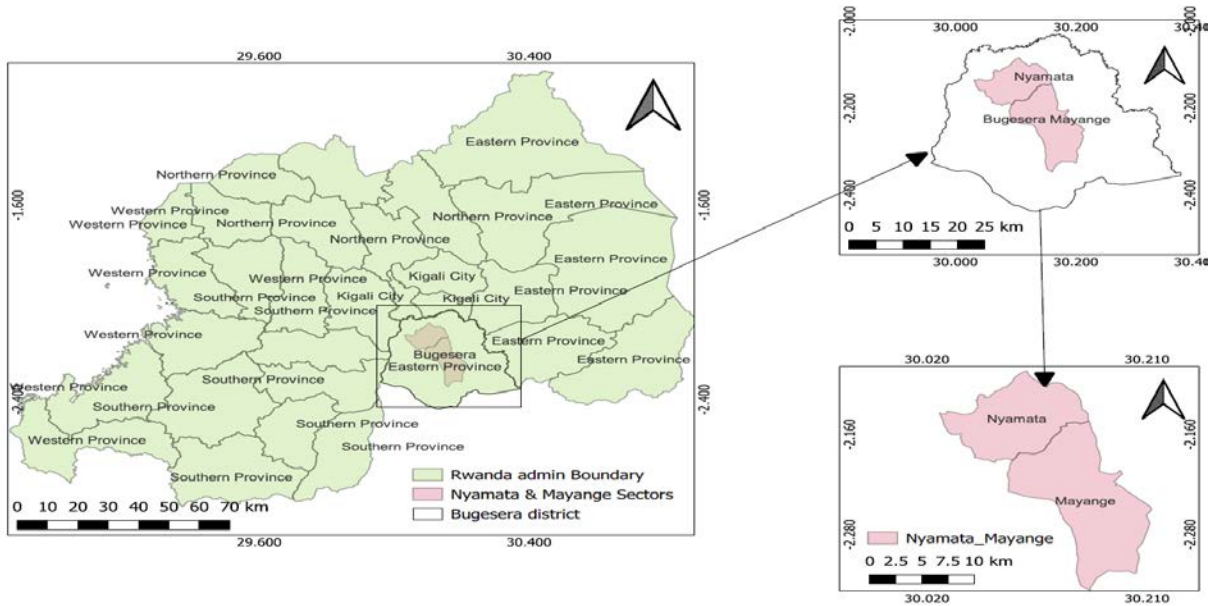 29.600 30.400
Eastern Province
Northern Province
Eastern Province
-1.600
-1.600
Western Province
Western Province
Northern Province
Northern Province
Northern Province
Eastern Province
Western Province
Western Province
Kigali City
Southern Province
Kigali City
Kigali City
Eastern Province
Southern Province
Western Province
Eastern Province
Bugesera
Eastern Province
Eastern Province
Western Province
Southern Province
-2.400
-2.400
Southern Province
Southern Province
Western Province
Southern Province
Southern Province
Rwanda admin Boundary
Nyamata & Mayange Sectors
Bugesera district
0 10 20 30 40 50 60 70 km
29.600 30.400
30.000 30.200 30.40
-2.000
-2.000
Nyamata
-2.200
-2.200
Bugesera Mayange
-2.400
-2.400
0 5 10 15 20 25 km
30.000 30.200 30.40
30.020 30.210
Nyamata
-2.160
-2.160
Mayange
-2.280
-2.280
Nyamata_Mayange
0 2.5 5 7.5 10 km
30.020 30.210